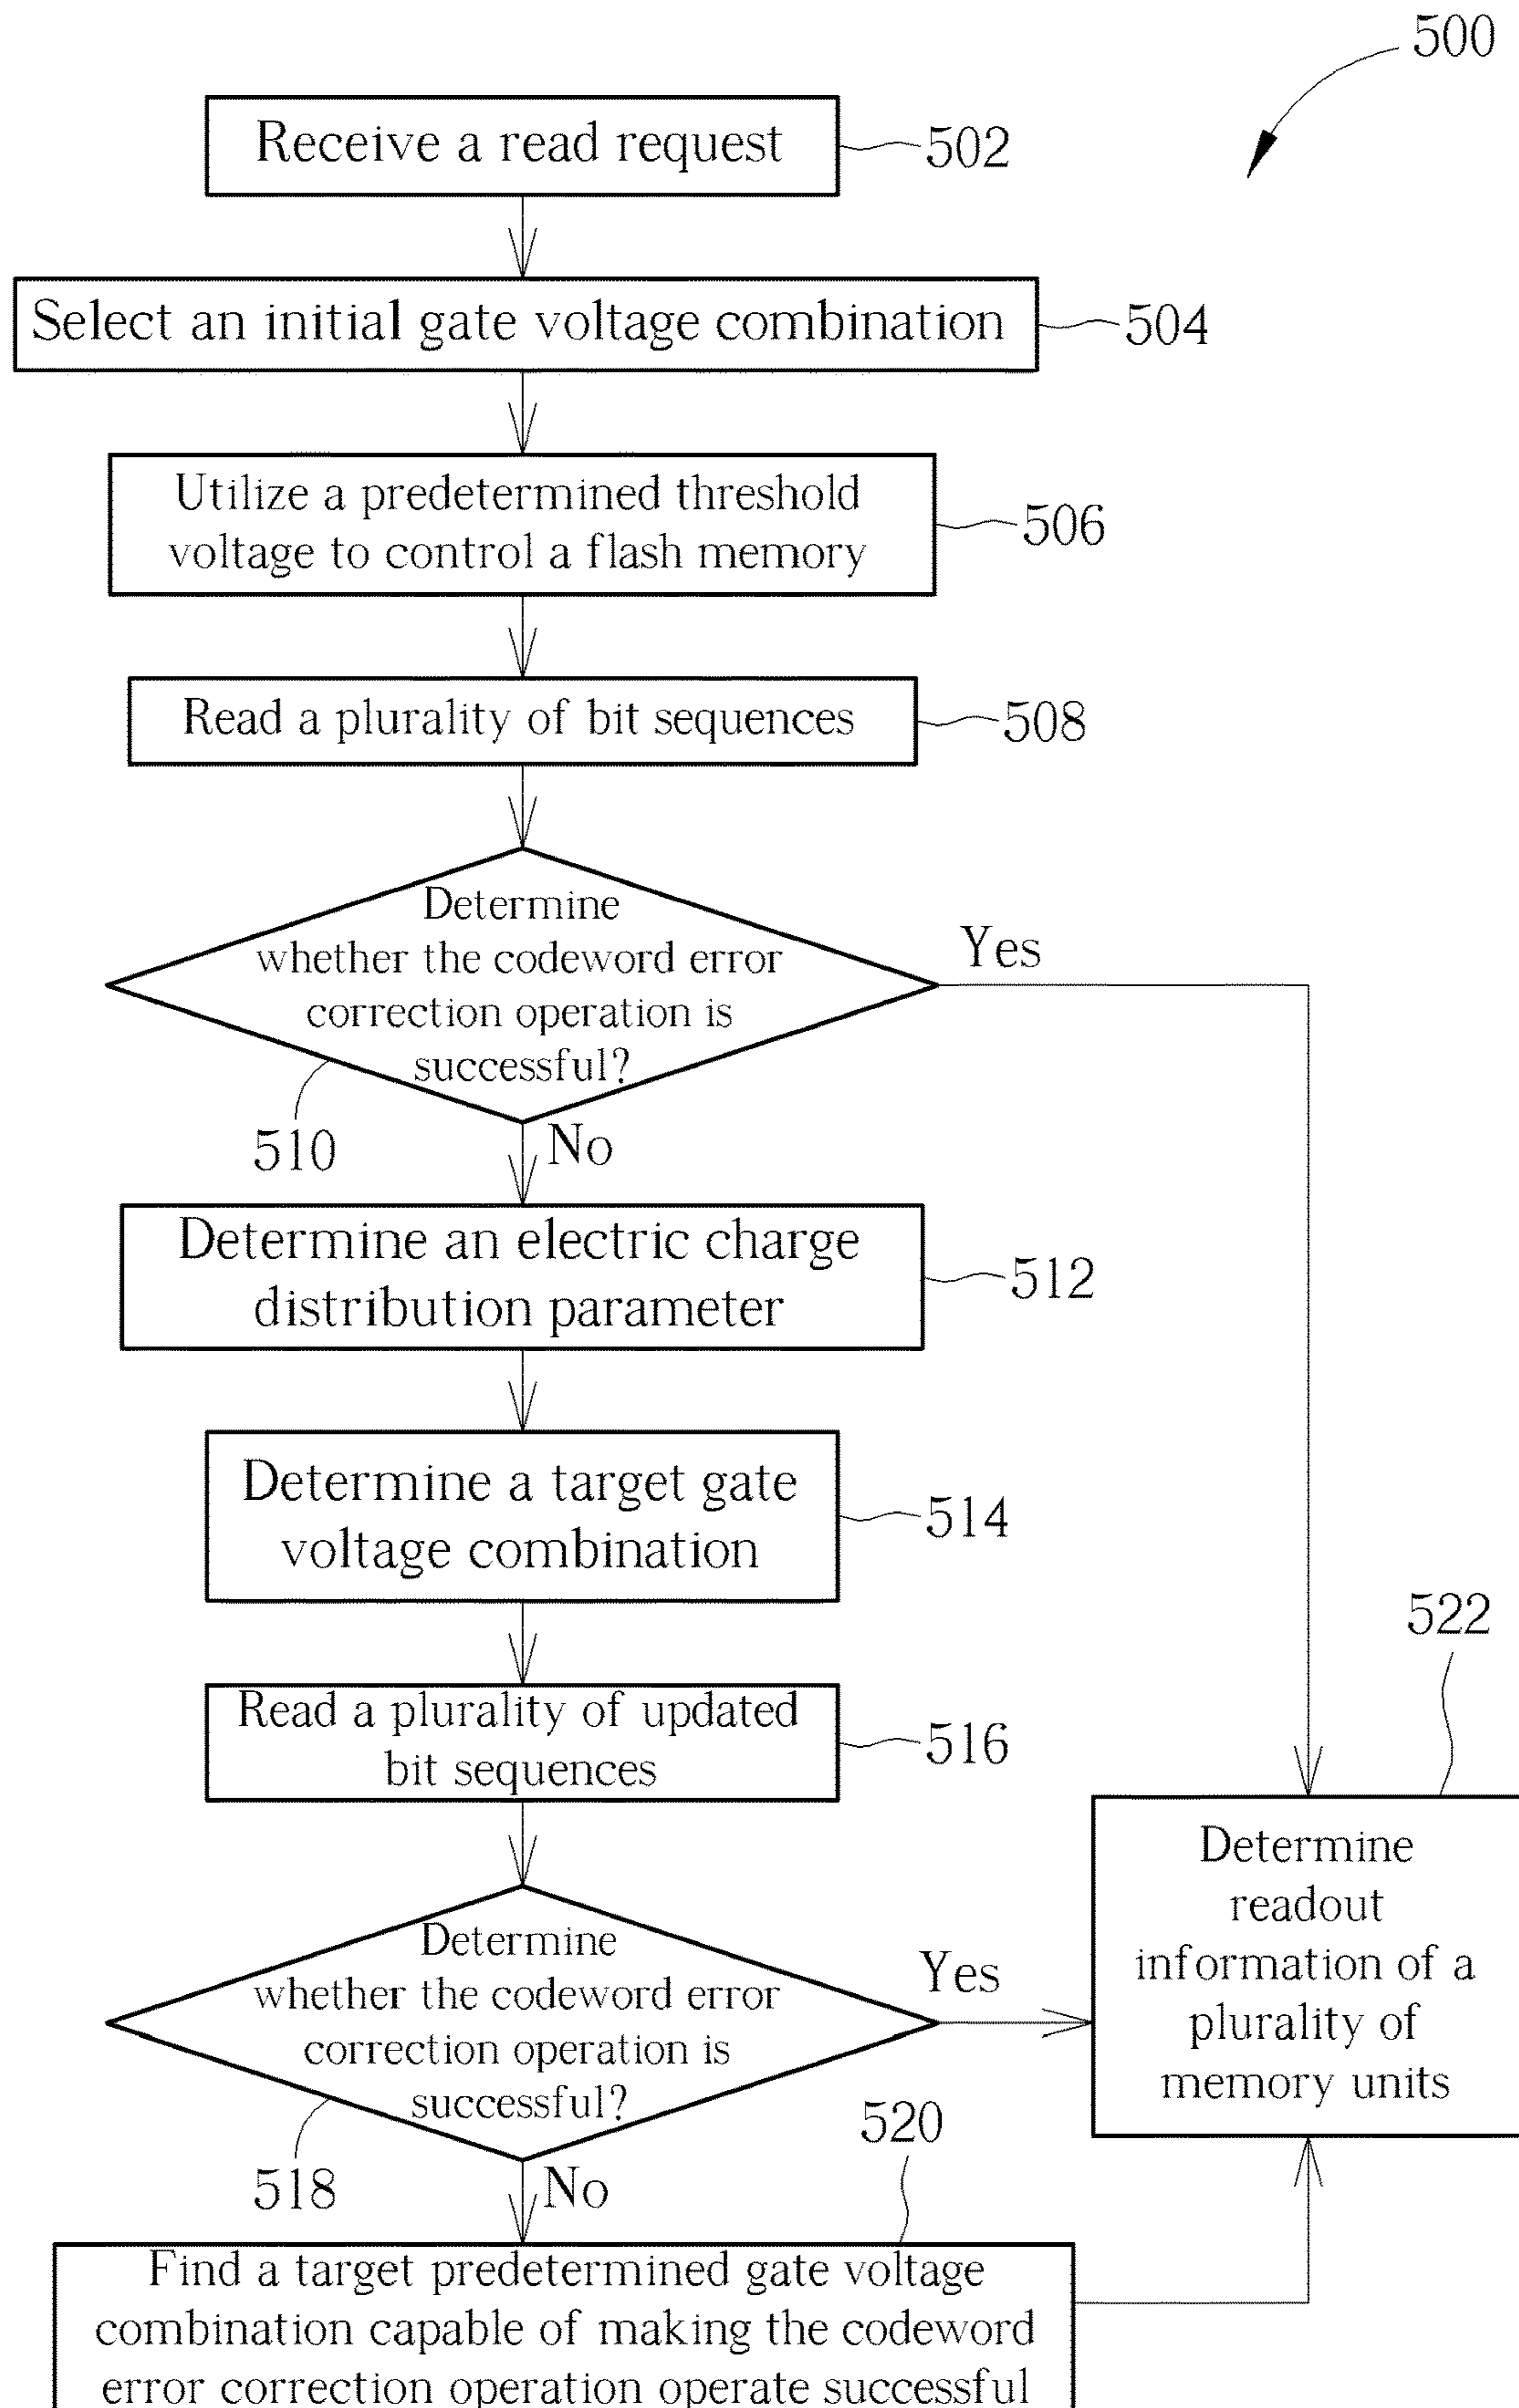 500
Receive a read request
502
Select an initial gate voltage combination
504
Utilize a predetermined threshold
voltage to control a flash memory
506
Read a plurality of bit sequences
508
Determine
whether the codeword error
correction operation is
successful?
Yes
510
No
Determine an electric charge
distribution parameter
512
Determine a target gate
voltage combination
514
Read a plurality of updated
bit sequences
516
522
Determine
readout
information of a
plurality of
memory units
Determine
whether the codeword error
correction operation is
successful?
Yes
518
No
520
Find a target predetermined gate voltage
combination capable of making the codeword
error correction operation operate successful